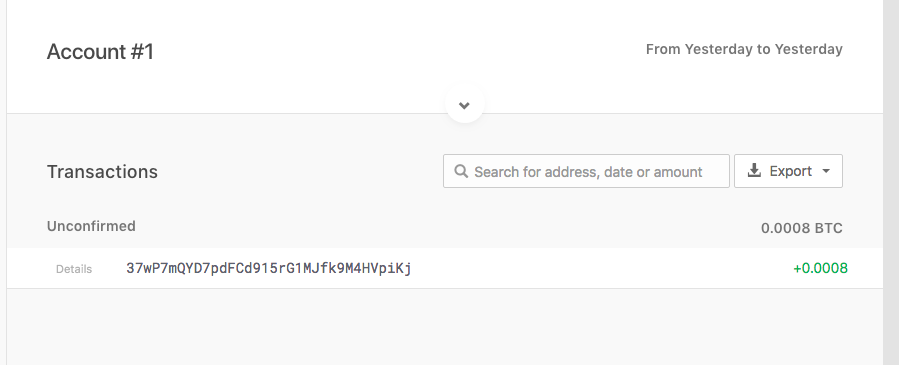 Account #1
From Yesterday to Yesterday
Transactions
Search for address, date or amount
Export
Unconfirmed
0.0008 BTC
Details
37wP7mQYD7pdFCd915rG1MJfk9M4HVpiKj
+0.0008